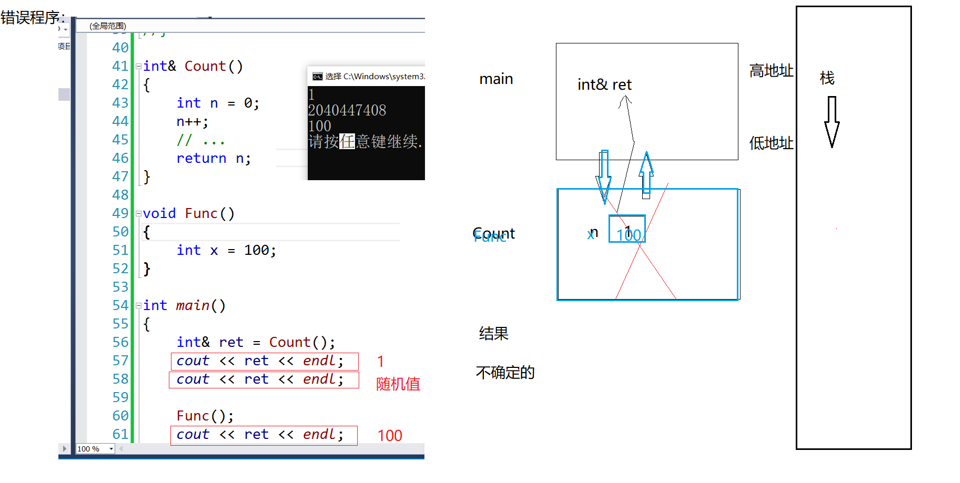 错误程序：
(全局范围)
项目
40
41 int& Count()
42 {
43 int n = 0;
44 n++;
45 // ...
46 return n;
47 }
48
49 void Func()
50 {
51 int x = 100;
52 }
53
54 int main()
55 {
56 int& ret = Count();
57 cout << ret << endl; 1
58 cout << ret << endl; 随机值
59
60 Func();
61 cout << ret << endl; 100
100 %
选择 C:\Windows\system3
1
2040447408
100
请按任意键继续.
main
int& ret
高地址
低地址
栈
Count
Func
n
x
1
100
结果
不确定的